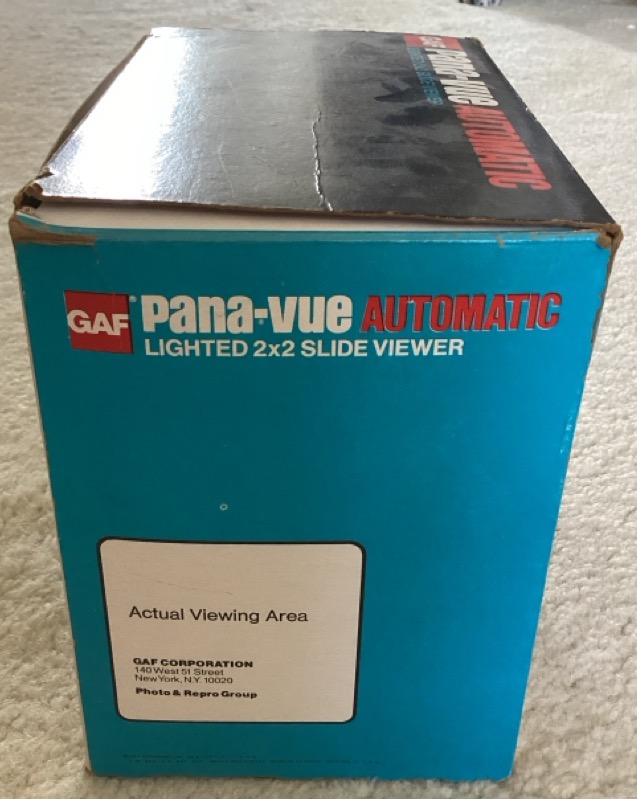 GAF pana-vue AUTOMATIC
GAF® pana-vue AUTOMATIC
LIGHTED 2x2 SLIDE VIEWER
Actual Viewing Area
GAF CORPORATION
140 West 51 Street
New York, N.Y. 10020
Photo & Repro Group